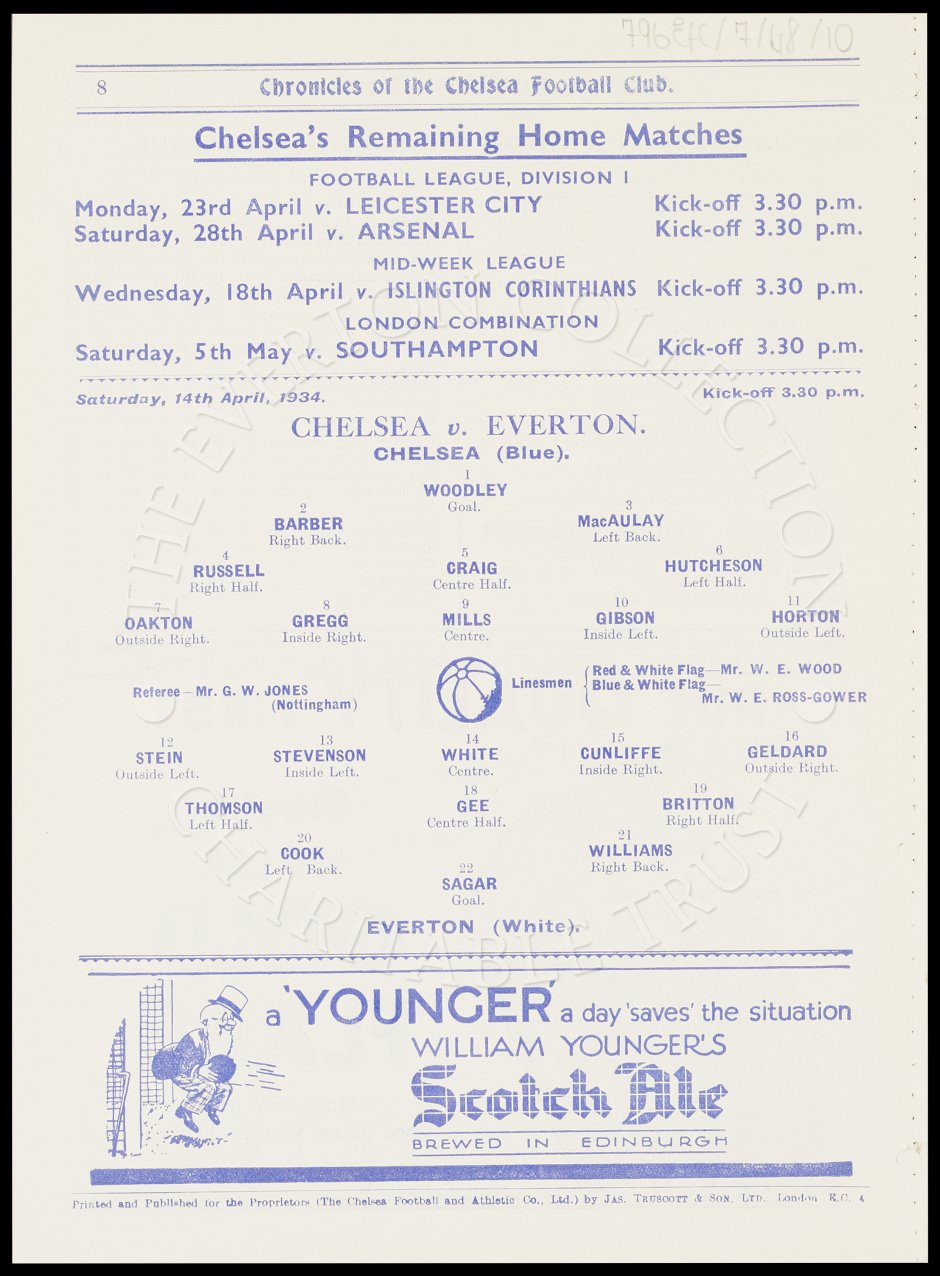 796EFC/7/48/10
8 Chronicles of the Chelsea Football Club.
Chelsea's Remaining Home Matches
FOOTBALL LEAGUE, DIVISION I
Monday, 23rd April v. LEICESTER CITY Kick-off 3.30 p.m.
Saturday, 28th April v. ARSENAL Kick-off 3.30 p.m.
MID-WEEK LEAGUE
Wednesday, 18th April v. ISLINGTON CORINTHIANS Kick-off 3.30 p.m.
LONDON COMBINATION
Saturday, 5th May v. SOUTHAMPTON Kick-off 3.30 p.m.
Saturday, 14th April, 1934. Kick-off 3.30 p.m.
CHELSEA v. EVERTON.
CHELSEA (Blue).
1
WOODLEY
Goal.
2 3
BARBER MacAULAY
Right Back. Left Back.
4 5 6
RUSSELL CRAIG HUTCHESON
Right Half. Centre Half. Left Half.
7 8 9 10 11
OAKTON GREGG MILLS GIBSON HORTON
Outside Right. Inside Right. Centre. Inside Left. Outside Left.
Referee—Mr. G. W. JONES
(Nottingham)
Linesmen
Red & White Flag—Mr. W. E. WOOD
Blue & White Flag—
Mr. W. E. ROSS-GOWER
12 13 14 15 16
STEIN STEVENSON WHITE CUNLIFFE GELDARD
Outside Left. Inside Left. Centre. Inside Right. Outside Right.
17 18 19
THOMSON GEE BRITTON
Left Half. Centre Half. Right Half.
20 21
COOK WILLIAMS
Left Back. Right Back.
22
SAGAR
Goal.
EVERTON (White).
THE EVERTON COLLECTION
CHARITABLE TRUST
a 'YOUNGER' a day 'saves' the situation
WILLIAM YOUNGER'S
Scotch Ale
BREWED IN EDINBURGH
Printed and Published for the Proprietors (The Chelsea Football and Athletic Co., Ltd.) by JAS. TRUSCOTT & SON, LTD., London E.C. 4.